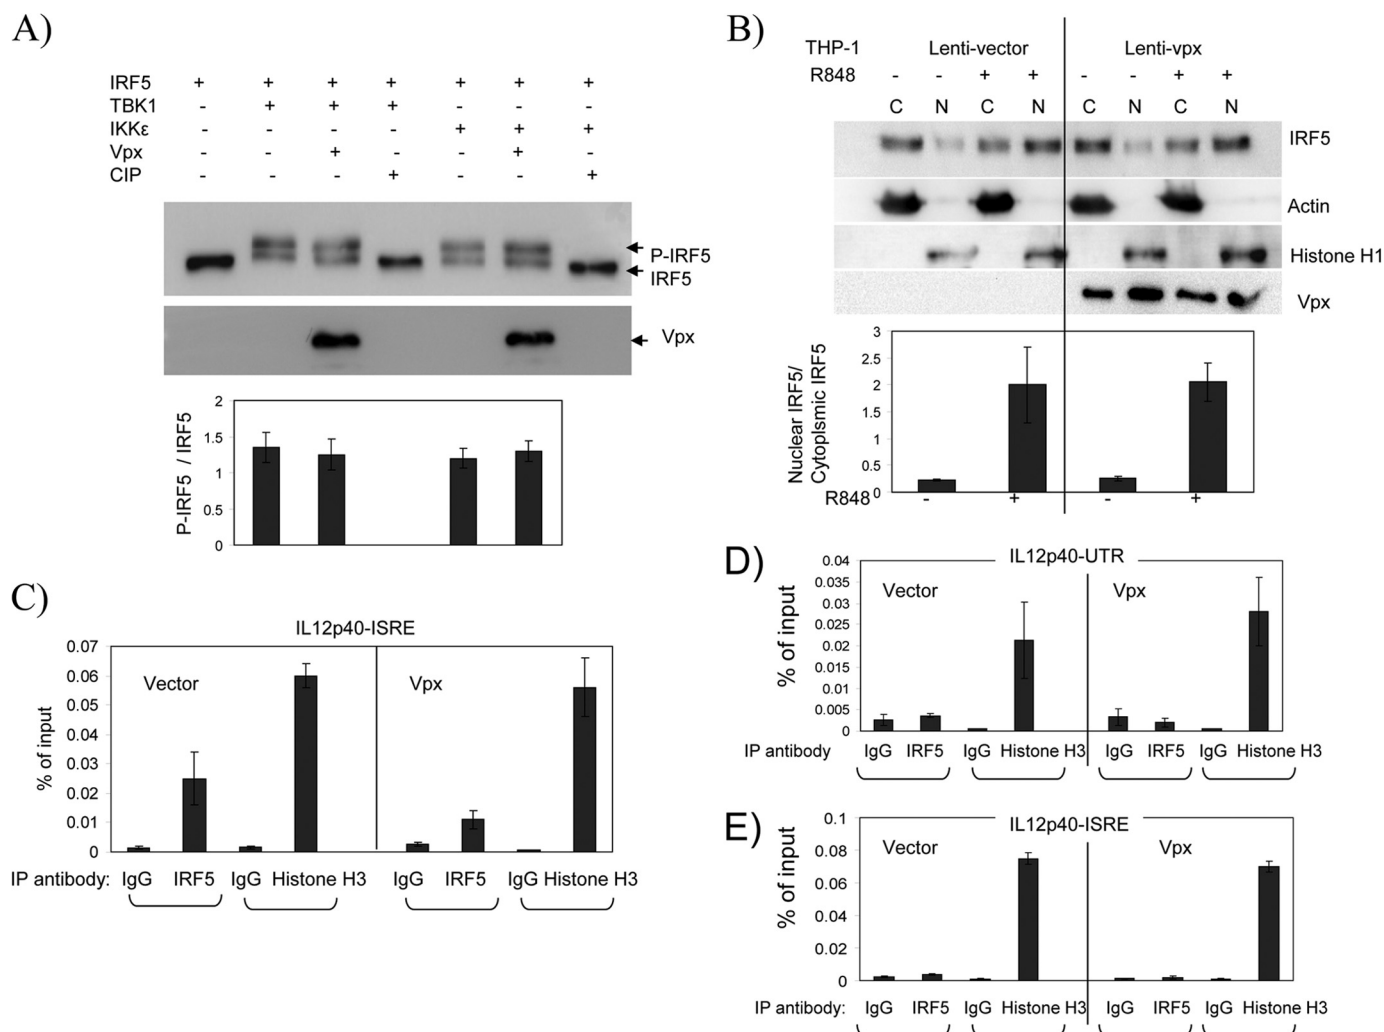 A)
IRF5 + + + + + + +
TBK1 - + + + - - -
IKKε - - - - + + +
Vpx - - + - - + -
CIP - - - + - - +
P-IRF5
IRF5
Vpx
P-IRF5 / IRF5
2
1.5
1
0.5
0
B)
THP-1 Lenti-vector Lenti-vpx
R848 - - + + - - + +
C N C N C N C N
IRF5
Actin
Histone H1
Vpx
Nuclear IRF5/
Cytoplsmic IRF5
3
2.5
2
1.5
1
0.5
0
R848 - + - +
C)
IL12p40-ISRE
Vector Vpx
% of input
0.07
0.06
0.05
0.04
0.03
0.02
0.01
0
IP antibody: IgG IRF5 IgG Histone H3 IgG IRF5 IgG Histone H3
D)
IL12p40-UTR
Vector Vpx
% of input
0.04
0.035
0.03
0.025
0.02
0.015
0.01
0.005
0
IP antibody IgG IRF5 IgG Histone H3 IgG IRF5 IgG Histone H3
E)
IL12p40-ISRE
Vector Vpx
% of input
0.1
0.08
0.06
0.04
0.02
0
IP antibody: IgG IRF5 IgG Histone H3 IgG IRF5 IgG Histone H3